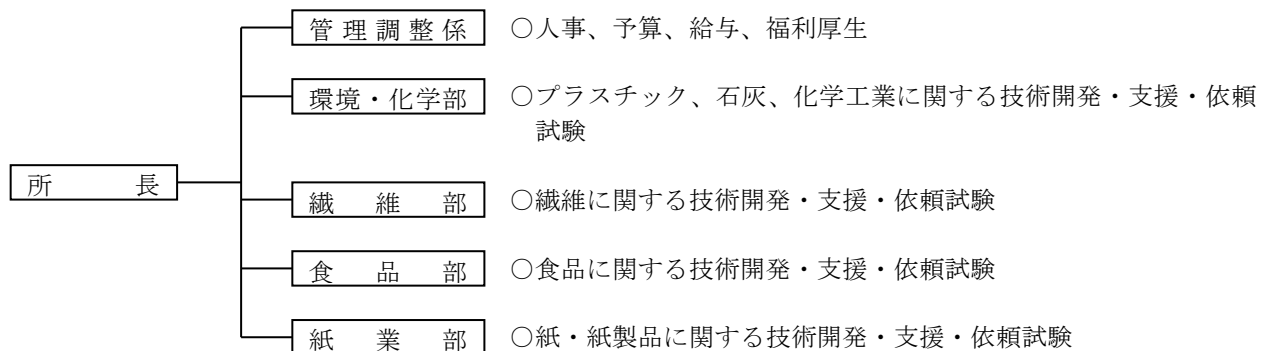 管理調整係 ○人事、予算、給与、福利厚生
環境・化学部 ○プラスチック、石灰、化学工業に関する技術開発・支援・依頼
試験
所長
繊維部 ○繊維に関する技術開発・支援・依頼試験
食品部 ○食品に関する技術開発・支援・依頼試験
紙業部 ○紙・紙製品に関する技術開発・支援・依頼試験